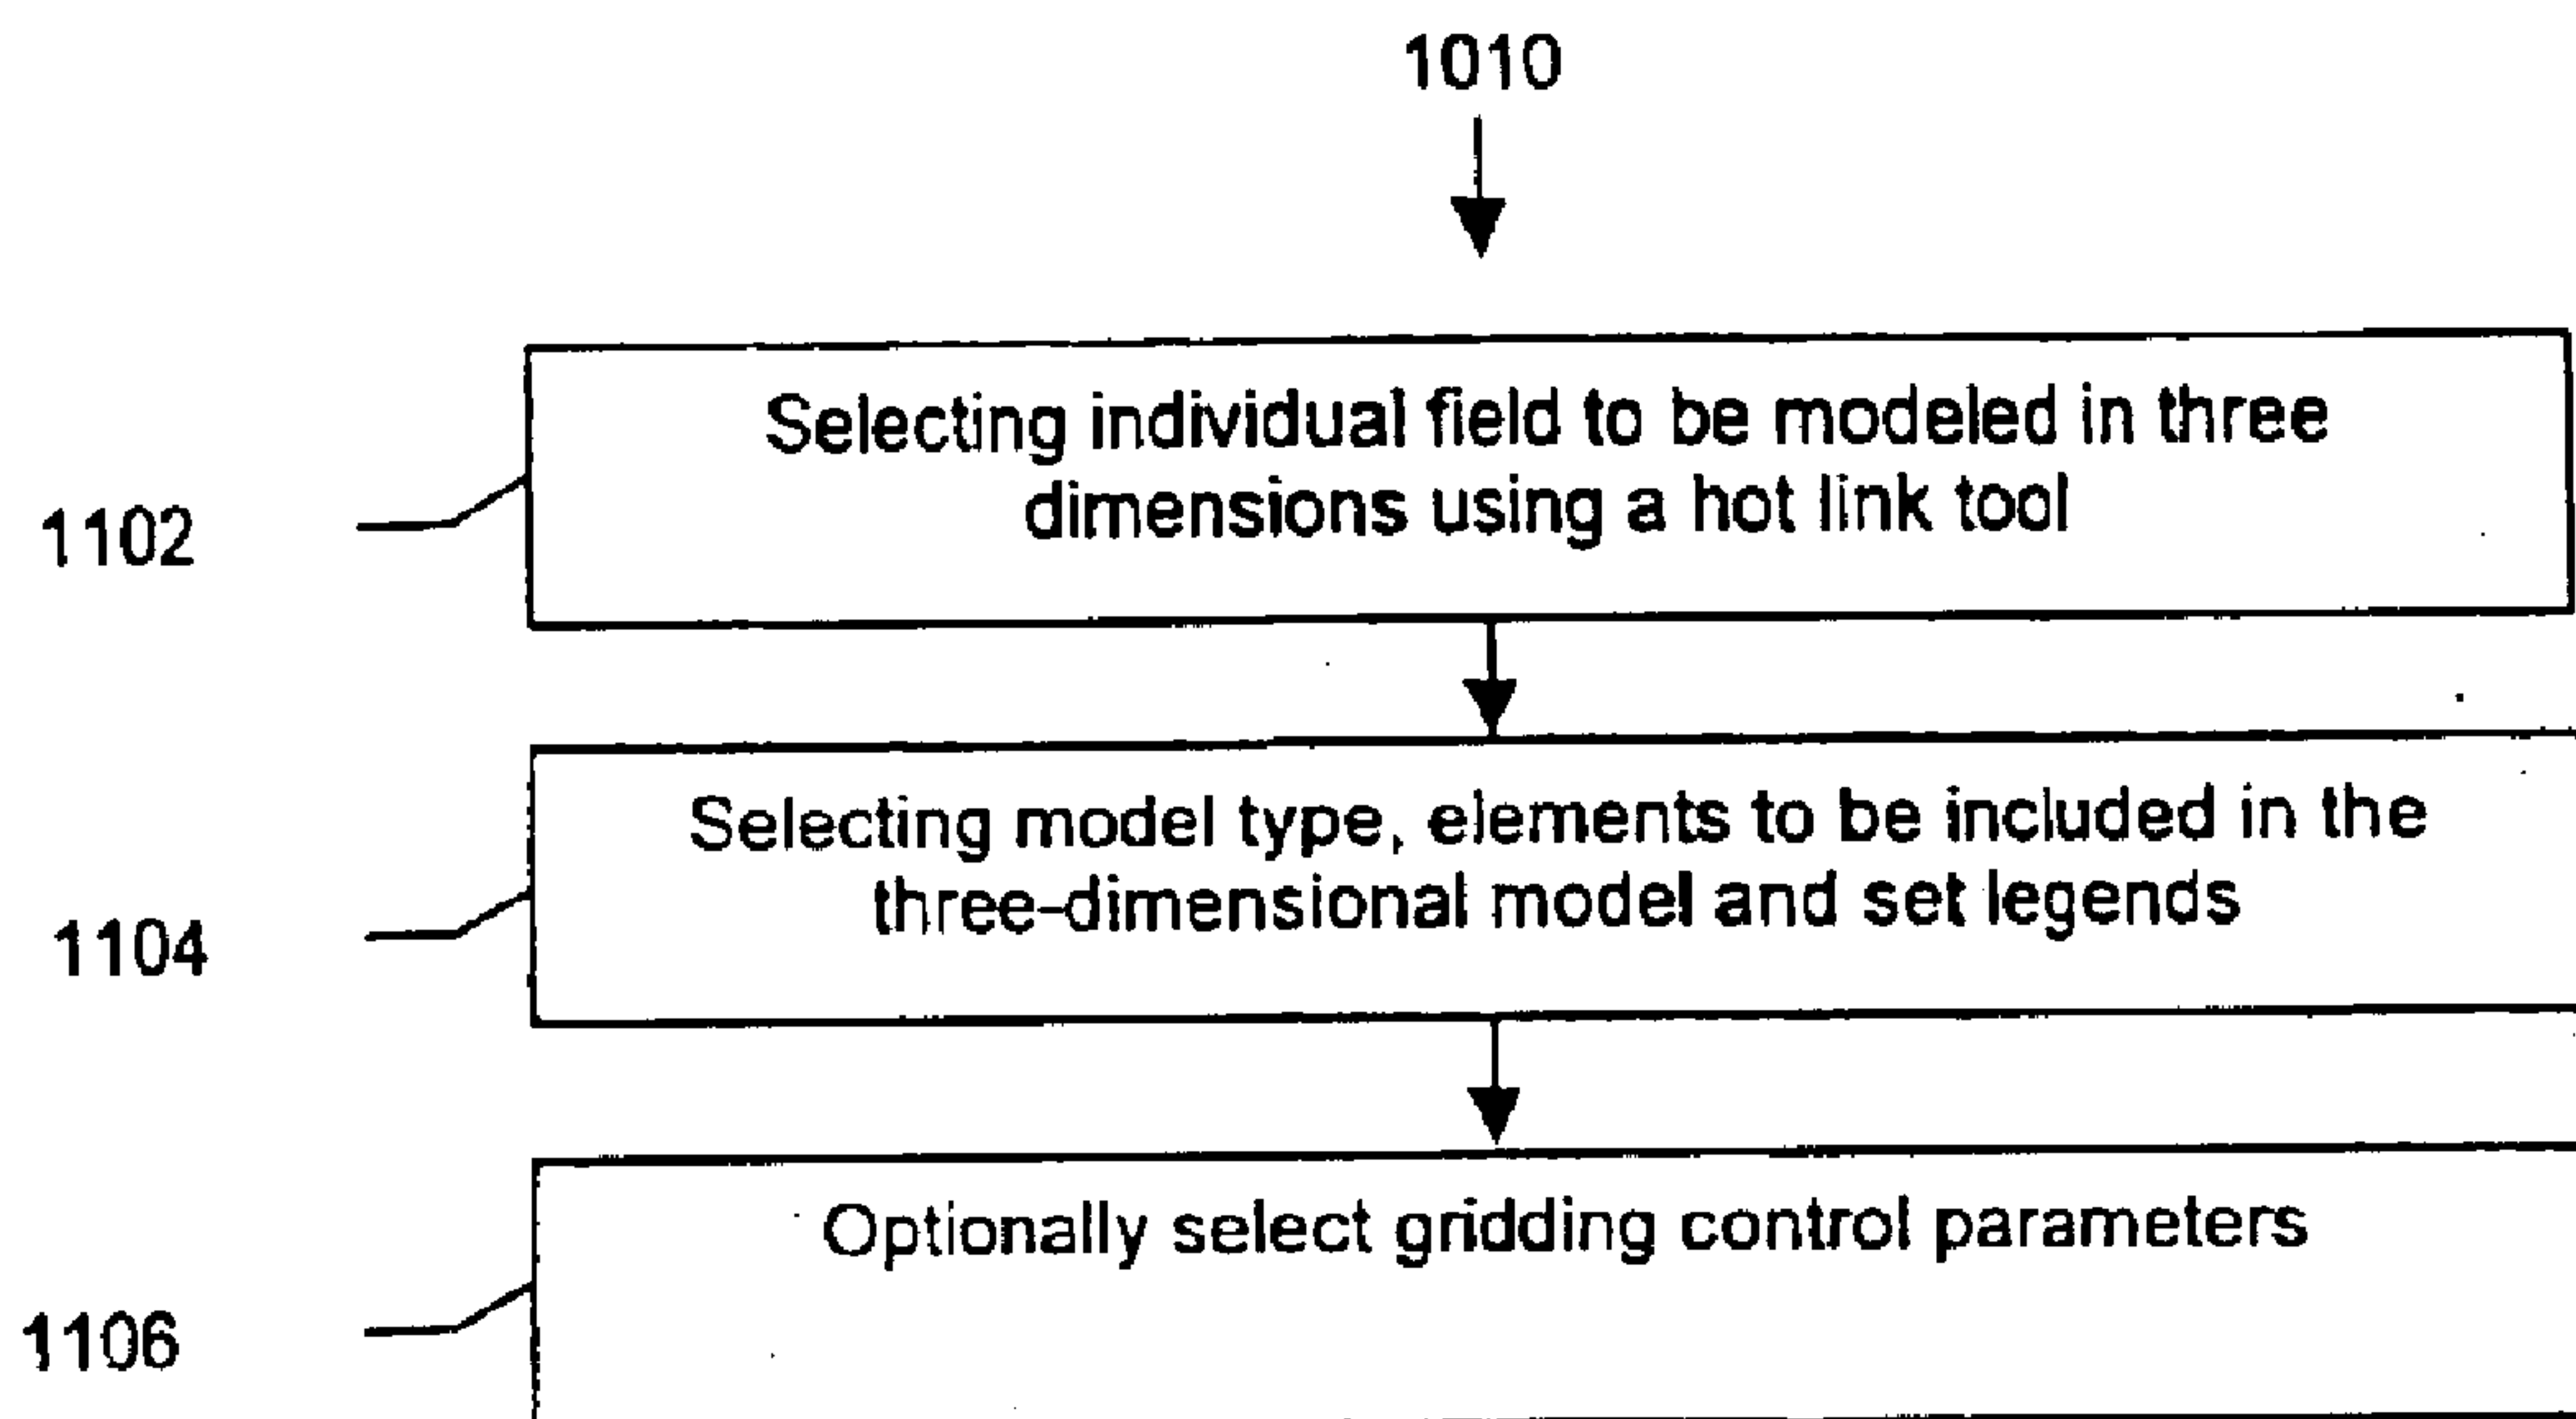 1010
Selecting individual field to be modeled in three
dimensions using a hot link tool
1102
Selecting model type, elements to be included in the
three-dimensional model and set legends
1104
Optionally select gridding control parameters
1106